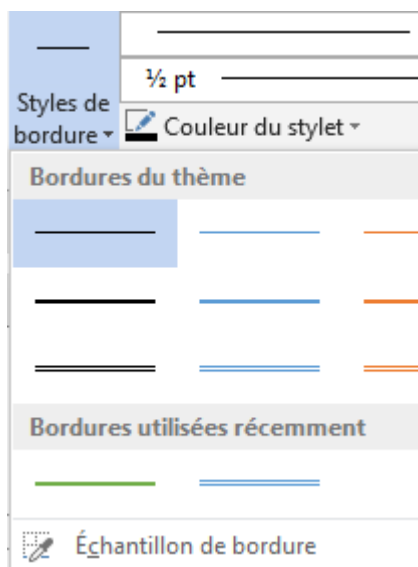 ½ pt
Styles de
bordure
Couleur du stylet
Bordures du thème
Bordures utilisées récemment
Échantillon de bordure